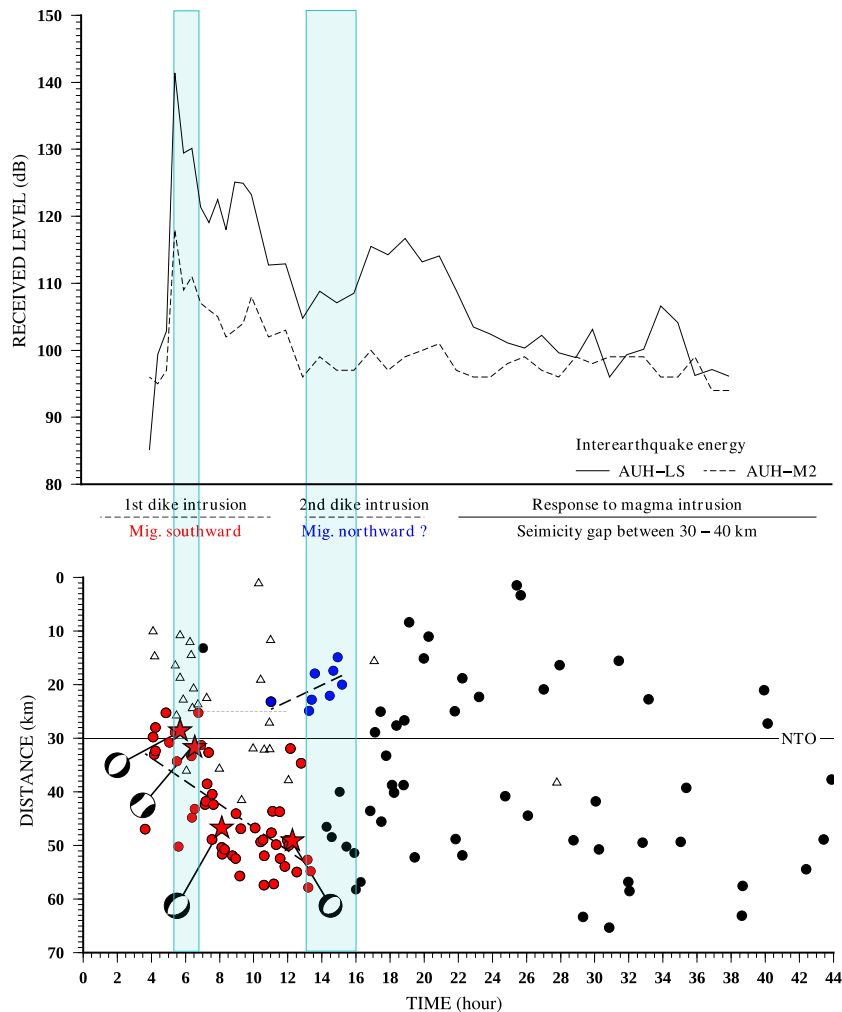 150
140
130
120
110
100
90
80
RECEIVED LEVEL (dB)
Interearthquake energy
AUH−LS AUH−M2
1st dike intrusion 2nd dike intrusion Response to magma intrusion
Mig. southward Mig. northward ? Seimicity gap between 30 − 40 km
0
10
20
30
40
50
60
70
DISTANCE (km)
NTO
0 2 4 6 8 10 12 14 16 18 20 22 24 26 28 30 32 34 36 38 40 42 44
TIME (hour)